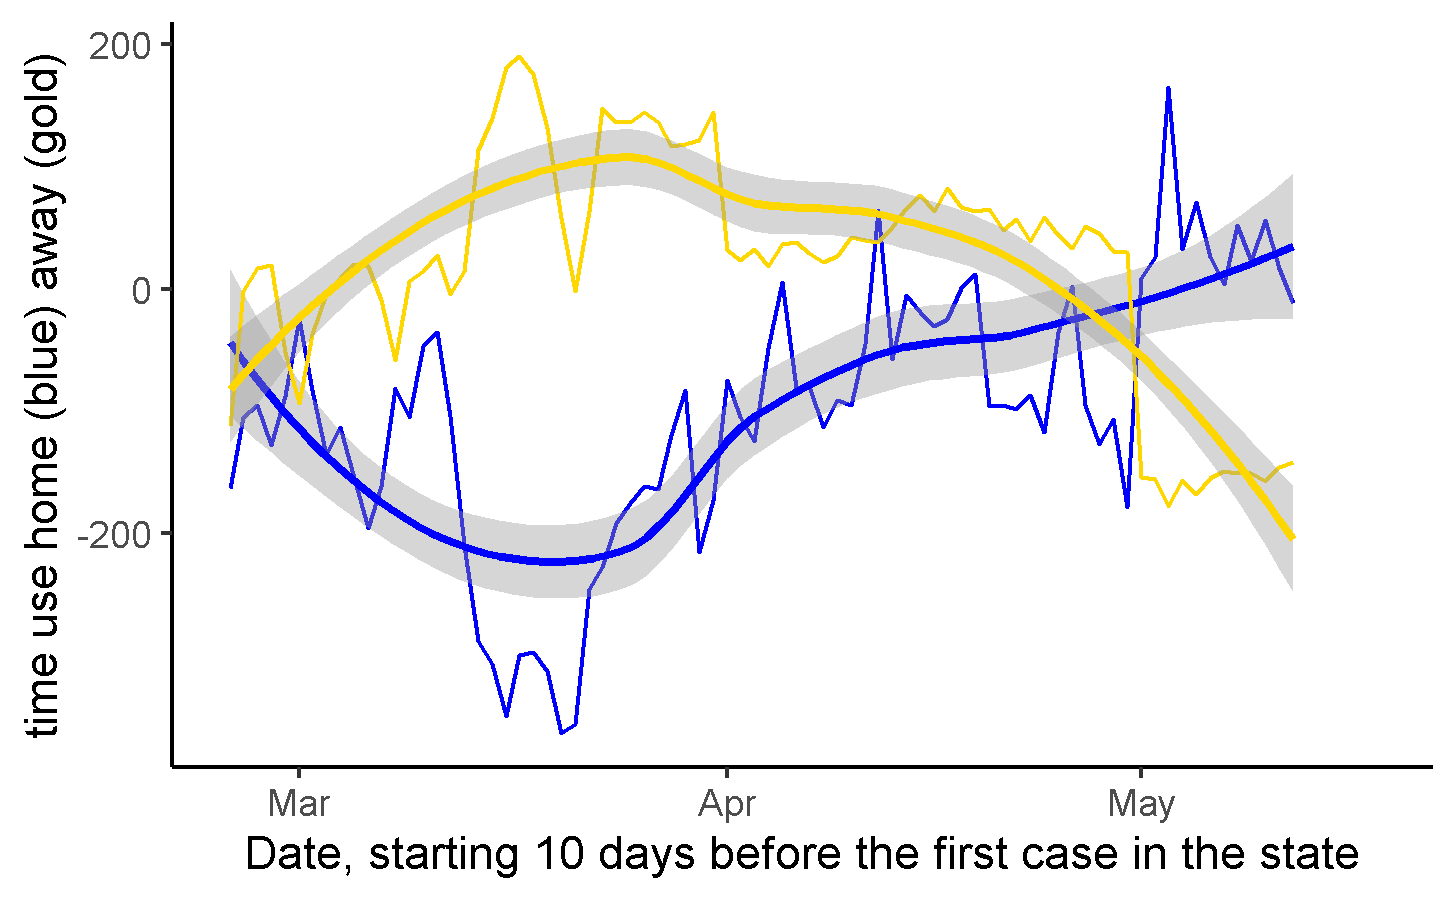 time use home (blue) away (gold)
200
0
-200
Mar Apr May
Date, starting 10 days before the first case in the state